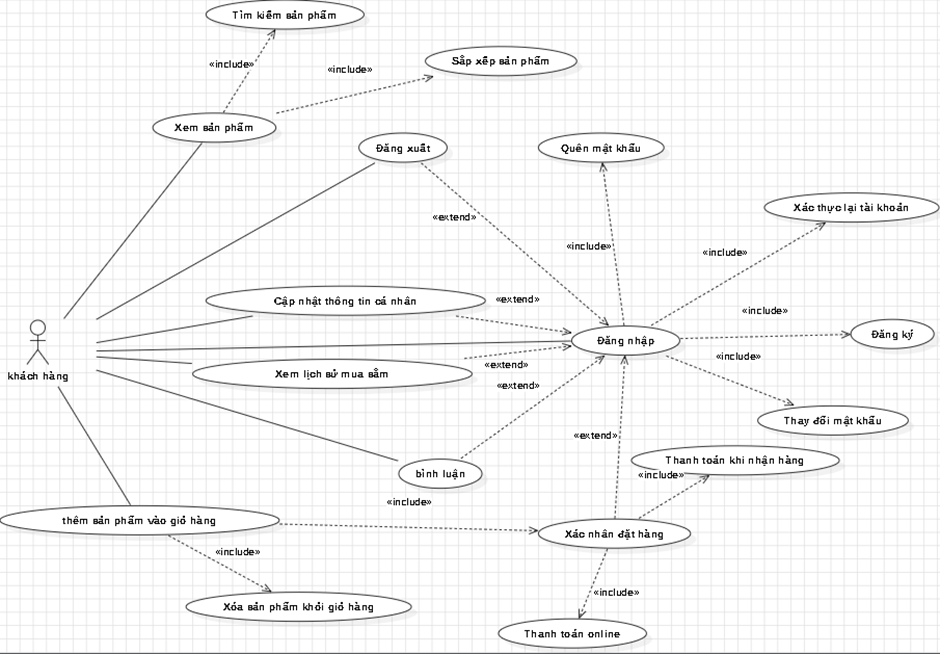 Tìm kiếm sản phẩm
«include»
Sắp xếp sản phẩm
«include»
Xem sản phẩm
Đăng xuất
Quên mật khẩu
Xác thực lại tài khoản
«extend»
«include»
«include»
Cập nhật thông tin cá nhân
«extend»
«include»
Đăng nhập
Đăng ký
khách hàng
Xem lịch sử mua sắm
«extend»
«extend»
«include»
Thay đổi mật khẩu
«extend»
Thanh toán khi nhận hàng
«include»
bình luận
«include»
thêm sản phẩm vào giỏ hàng
Xác nhân đặt hàng
«include»
«include»
Xóa sản phẩm khỏi giỏ hàng
Thanh toán online